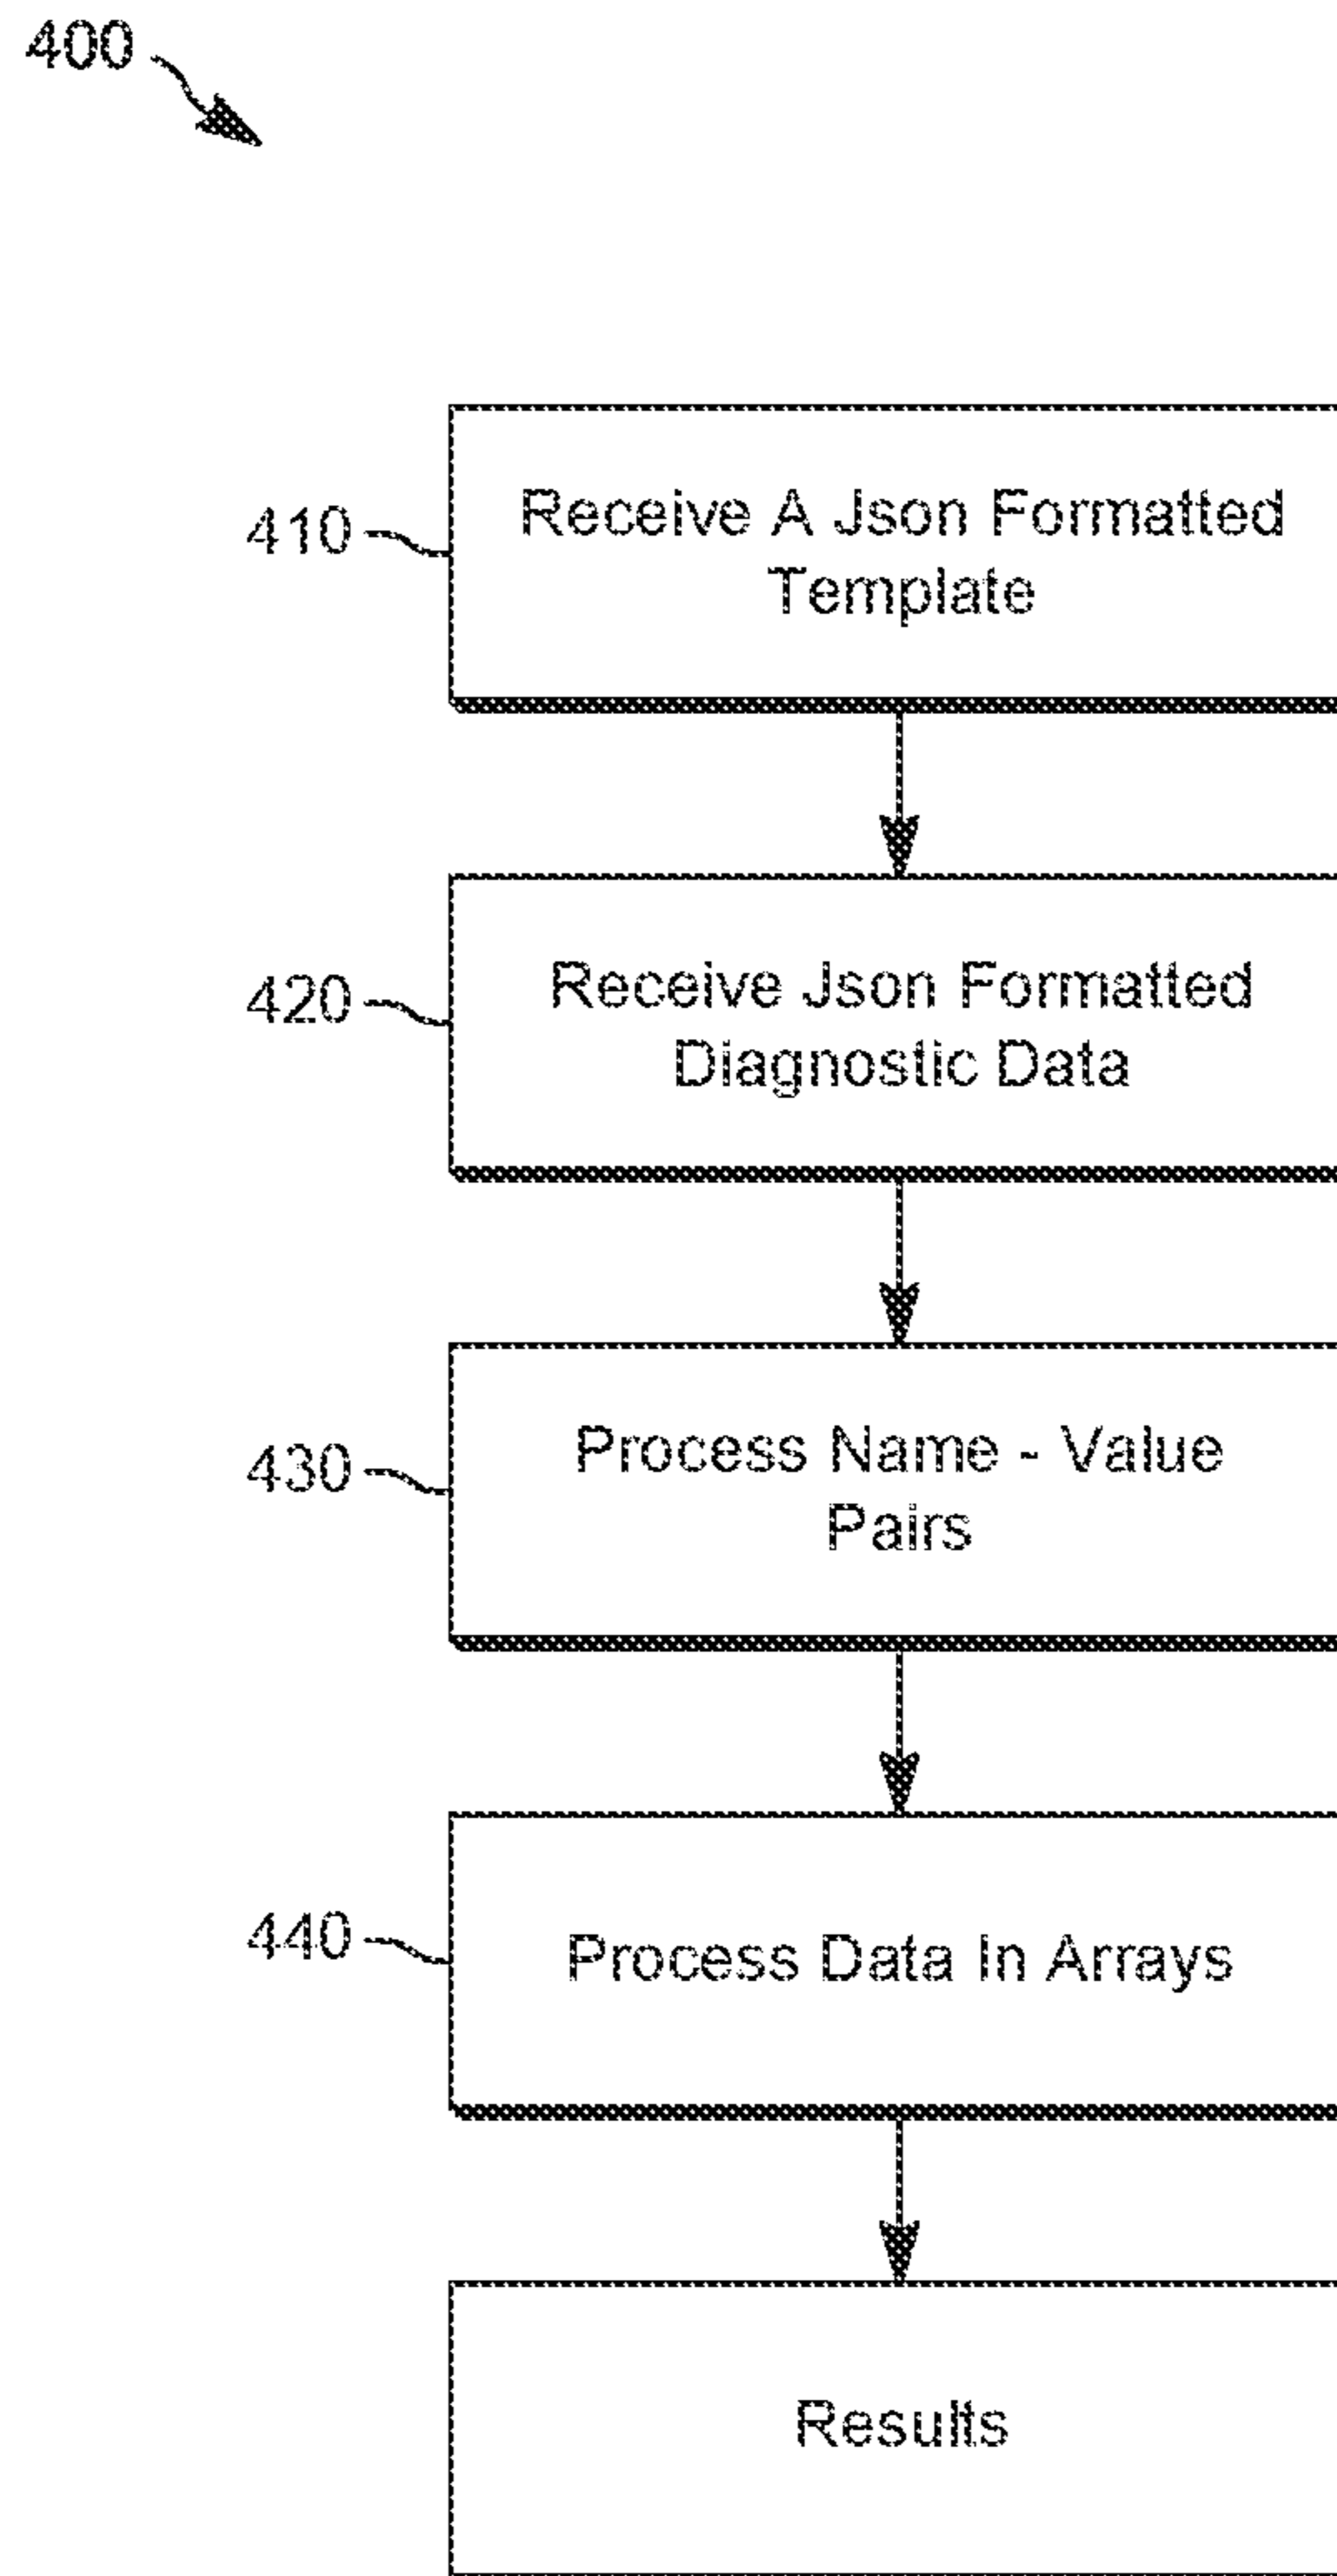 400
410
Receive A Json Formatted
Template
420
Receive Json Formatted
Diagnostic Data
430
Process Name - Value
Pairs
440
Process Data In Arrays
Results